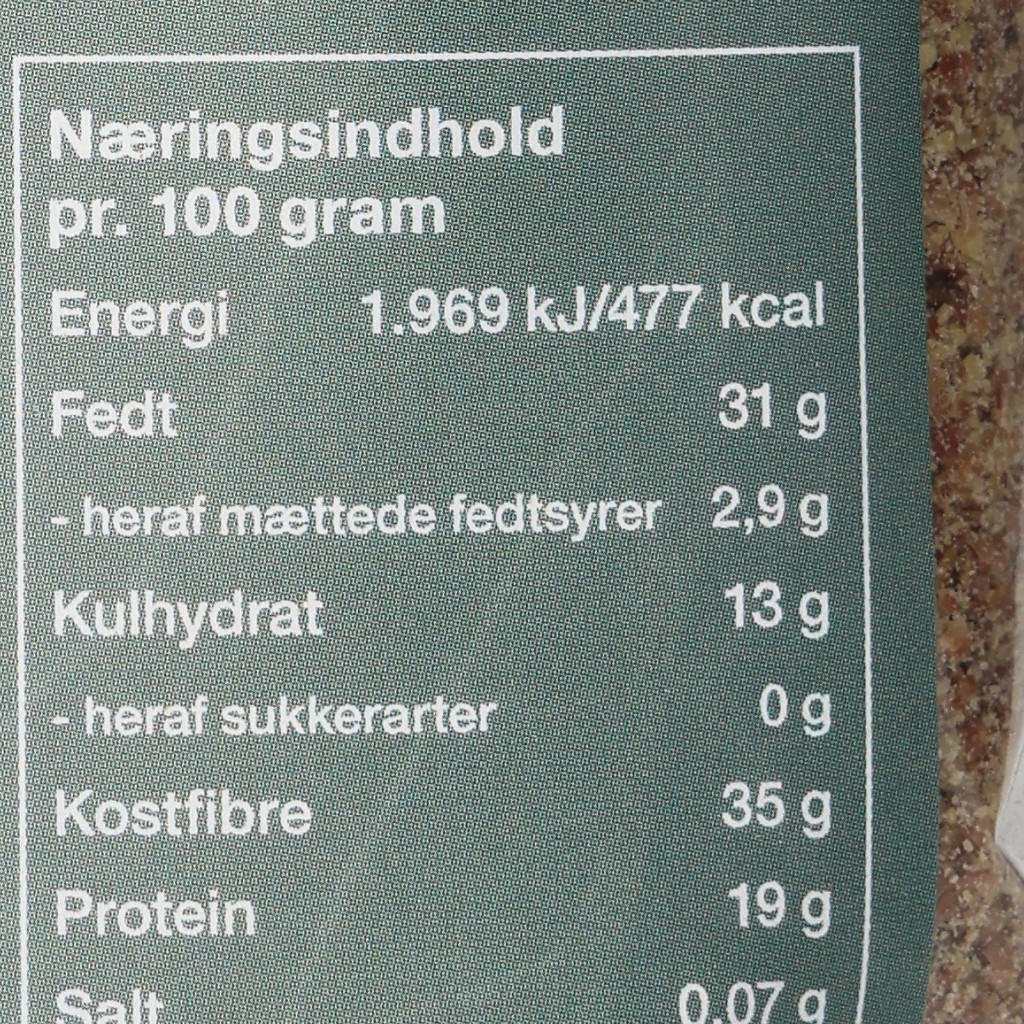 Næringsindhold
pr. 100 gram
Energi 1.969 kJ/477 kcal
Fedt 31 g
- heraf mættede fedtsyrer 2,9 g
Kulhydrat 13 g
- heraf sukkerarter 0 g
Kostfibre 35 g
Protein 19 g
Salt 0,07 g